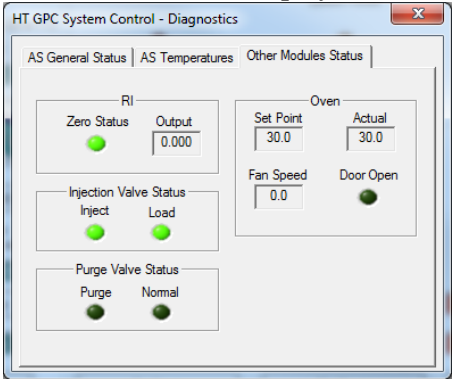 HT GPC System Control - Diagnostics
AS General Status AS Temperatures Other Modules Status
RI
Zero Status Output
0.000
Injection Valve Status
Inject Load
Purge Valve Status
Purge Normal
Oven
Set Point Actual
30.0 30.0
Fan Speed Door Open
0.0